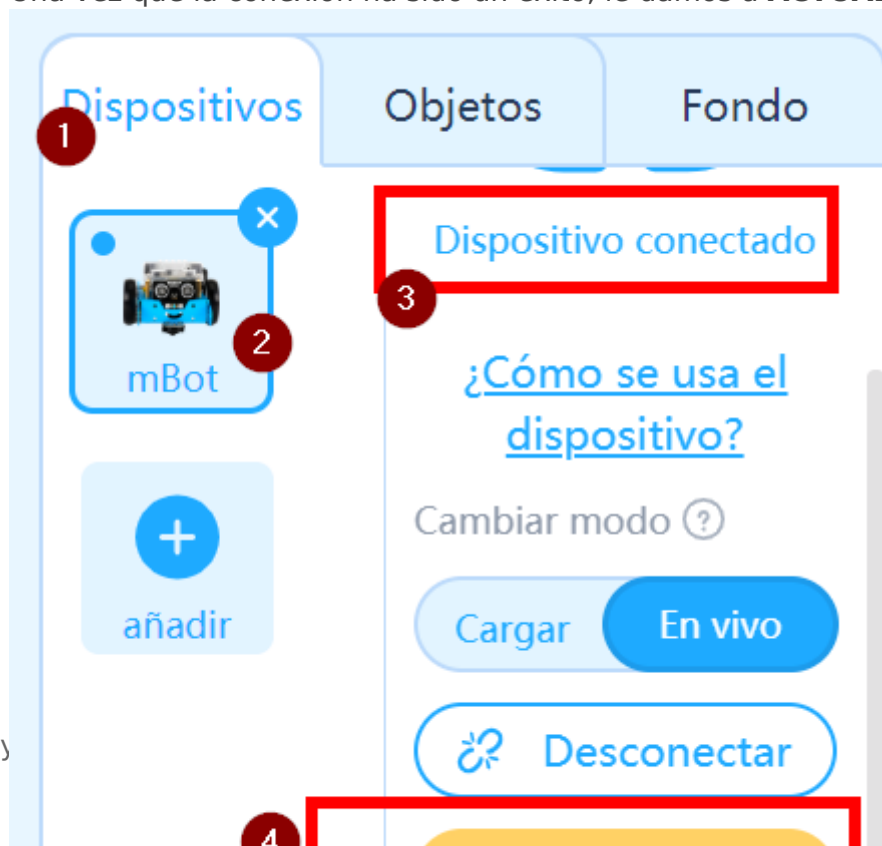 Dispositivos
Objetos
Fondo
1
Dispositivo conectado
3
2
mBot
¿Cómo se usa el
dispositivo?
Cambiar modo ?
añadir
Cargar
En vivo
y
Desconectar
4